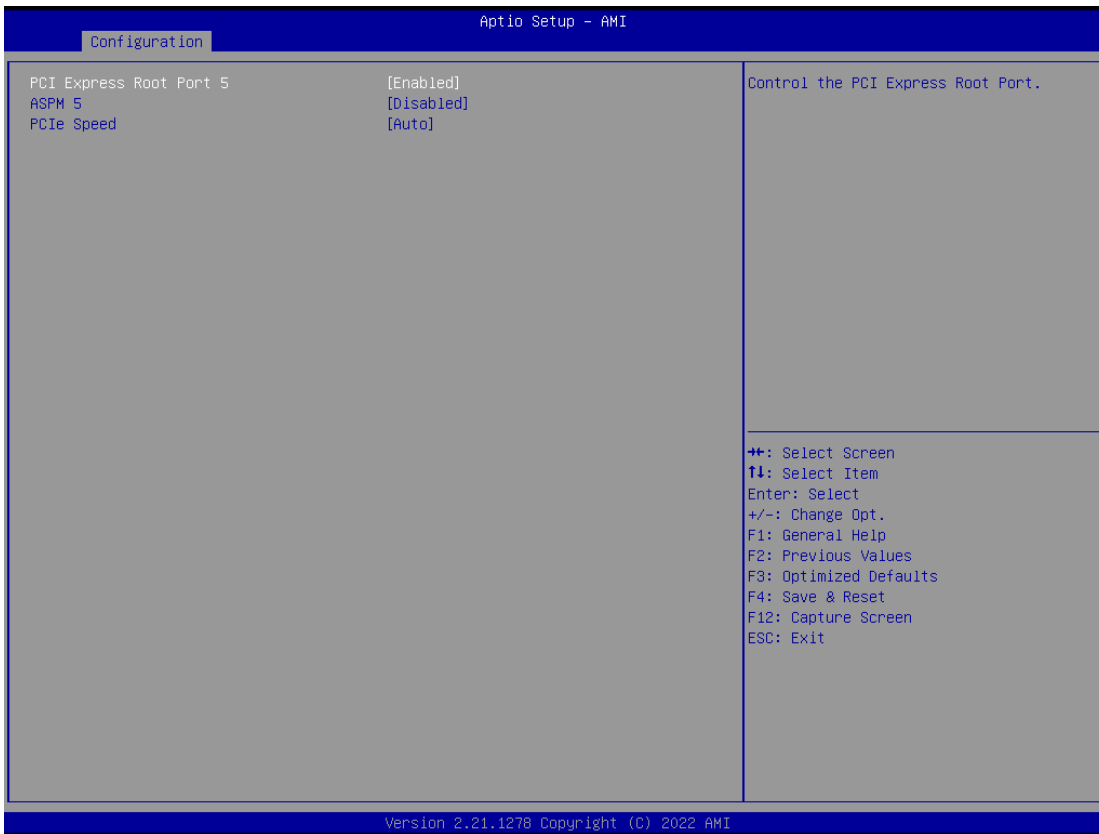 Aptio Setup - AMI
Configuration
PCI Express Root Port 5 [Enabled]
ASPM 5 [Disabled]
PCIe Speed [Auto]
Control the PCI Express Root Port.
→←: Select Screen
↑↓: Select Item
Enter: Select
+/-: Change Opt.
F1: General Help
F2: Previous Values
F3: Optimized Defaults
F4: Save & Reset
F12: Capture Screen
ESC: Exit
Version 2.21.1278 Copyright (C) 2022 AMI